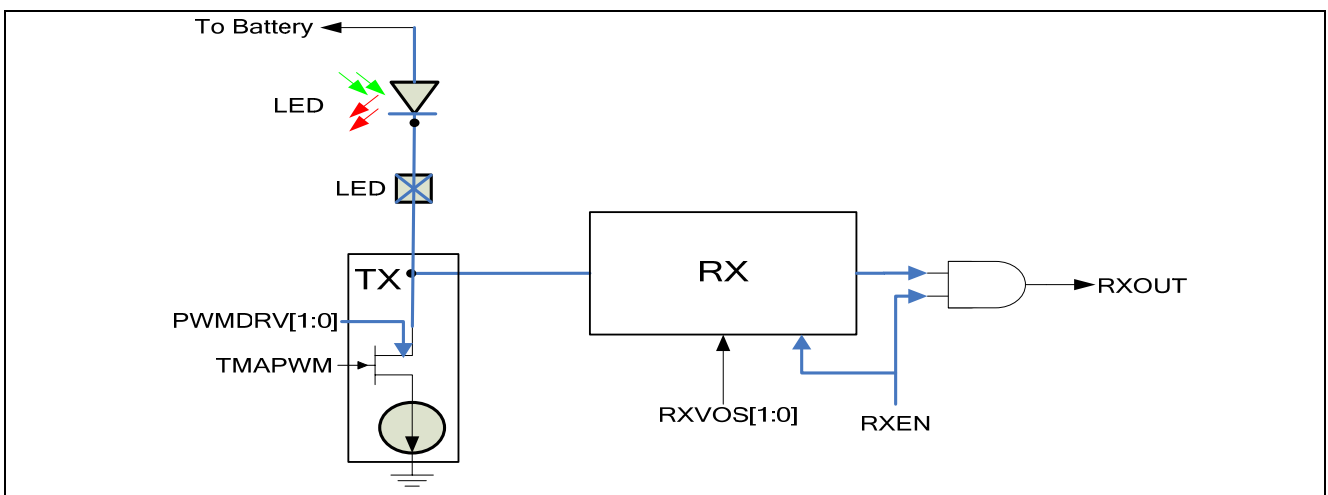 To Battery
LED
LED
TX
RX
RXOUT
PWMDRV[1:0]
TMAPWM
RXVOS[1:0]
RXEN